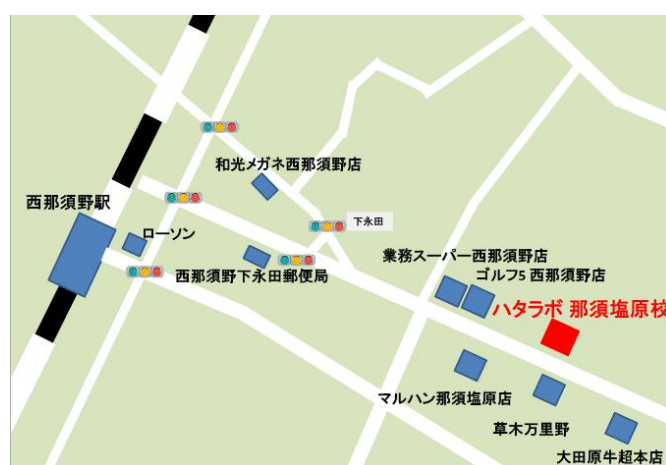 和光メガネ西那須野店
西那須野駅
下永田
ローソン
西那須野下永田郵便局
業務スーパー西那須野店
ゴルフ5 西那須野店
ハタラボ 那須塩原校
マルハン那須塩原店
草木万里野
大田原牛超本店